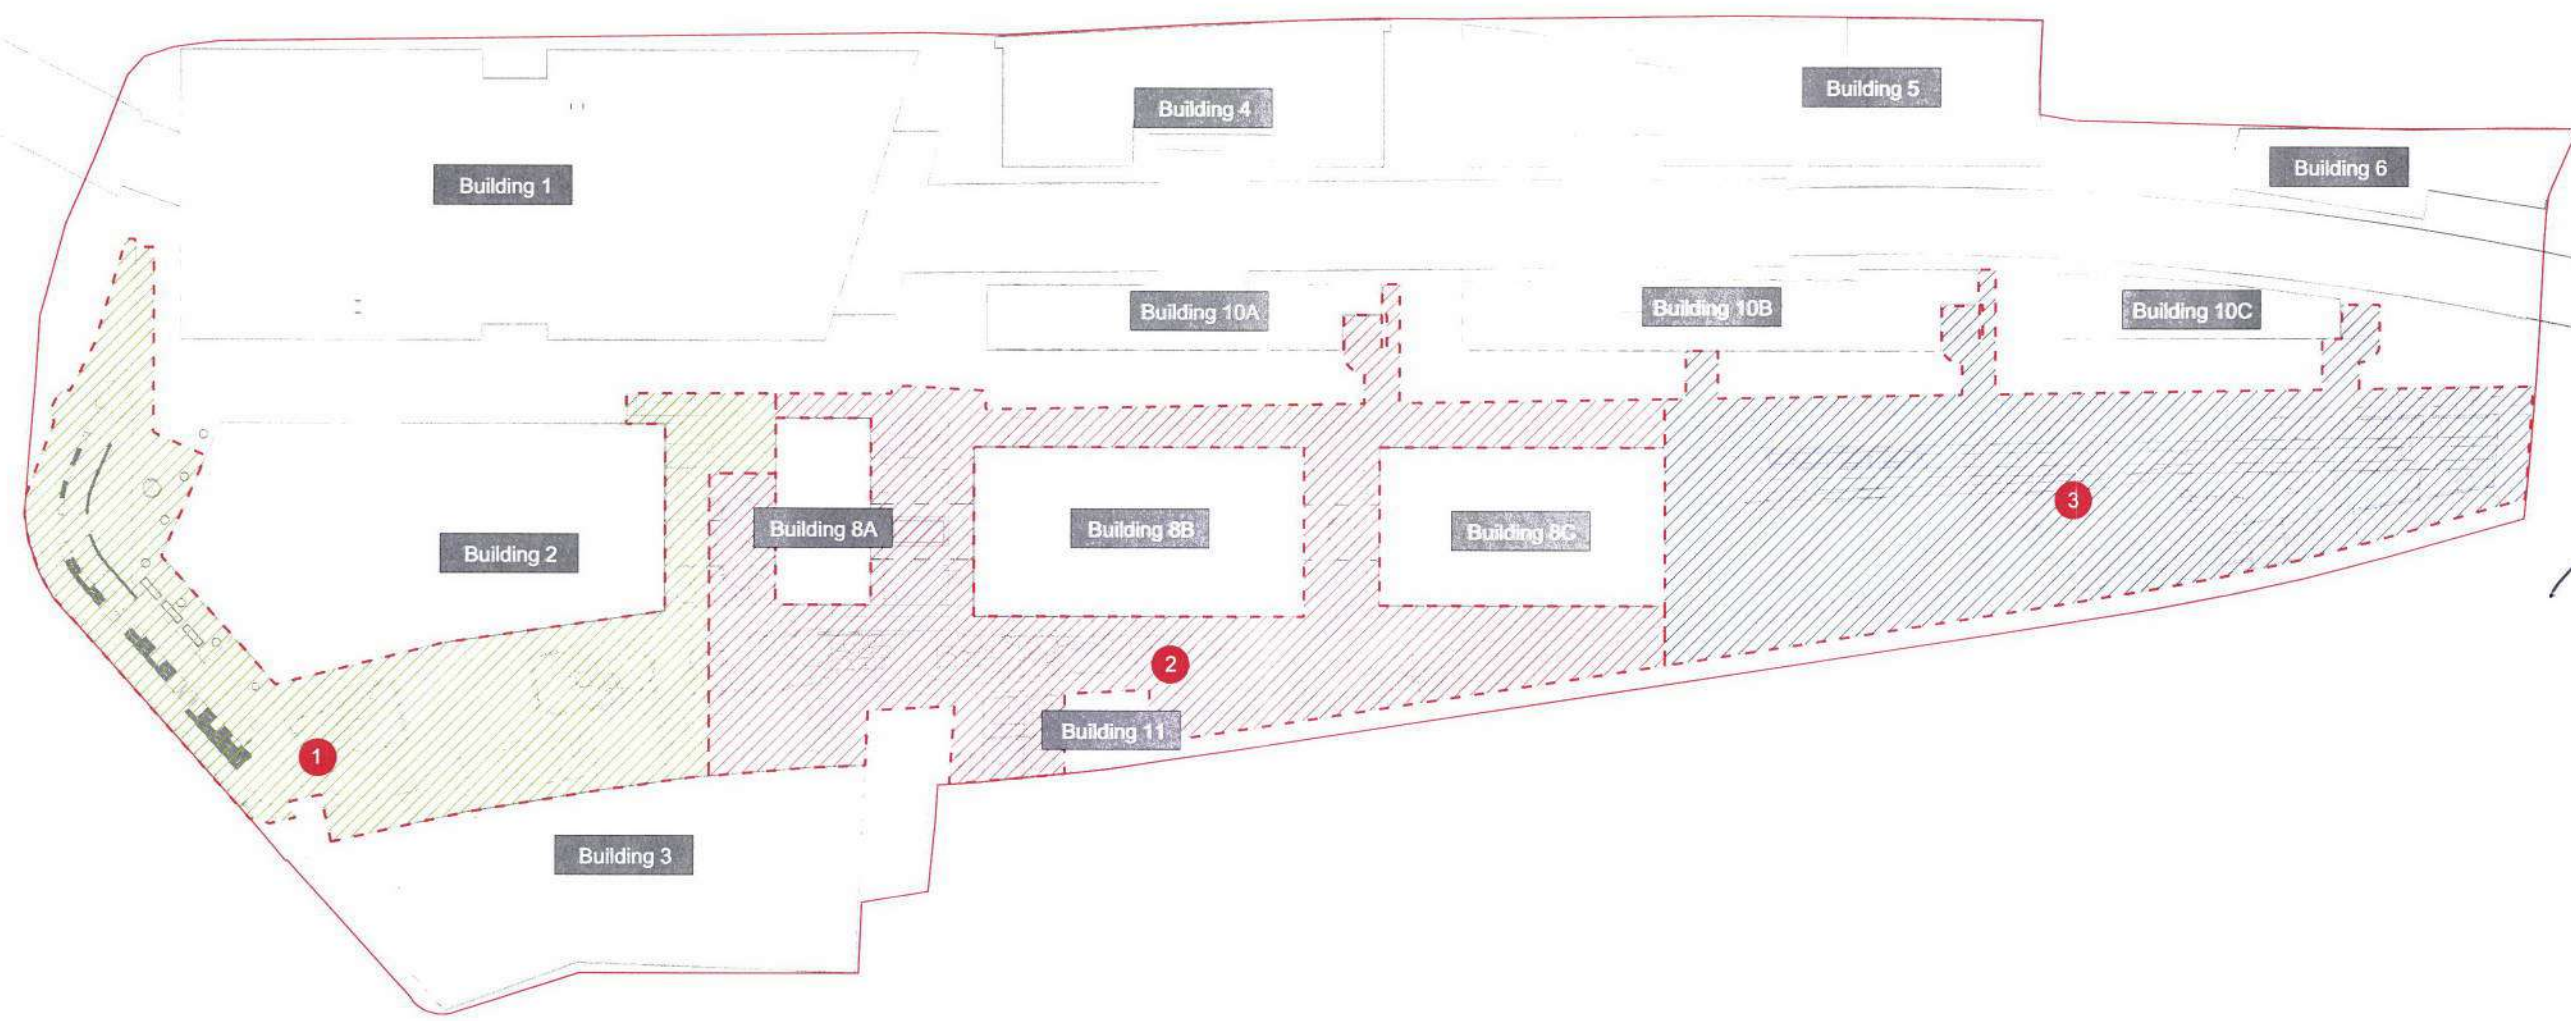 Building 5
Building 4
Building 6
Building 1
Building 10B
Building 10A
Building 10C
3
Building 8A
Building 8B
Building 8C
Building 2
2
Building 11
1
Building 3